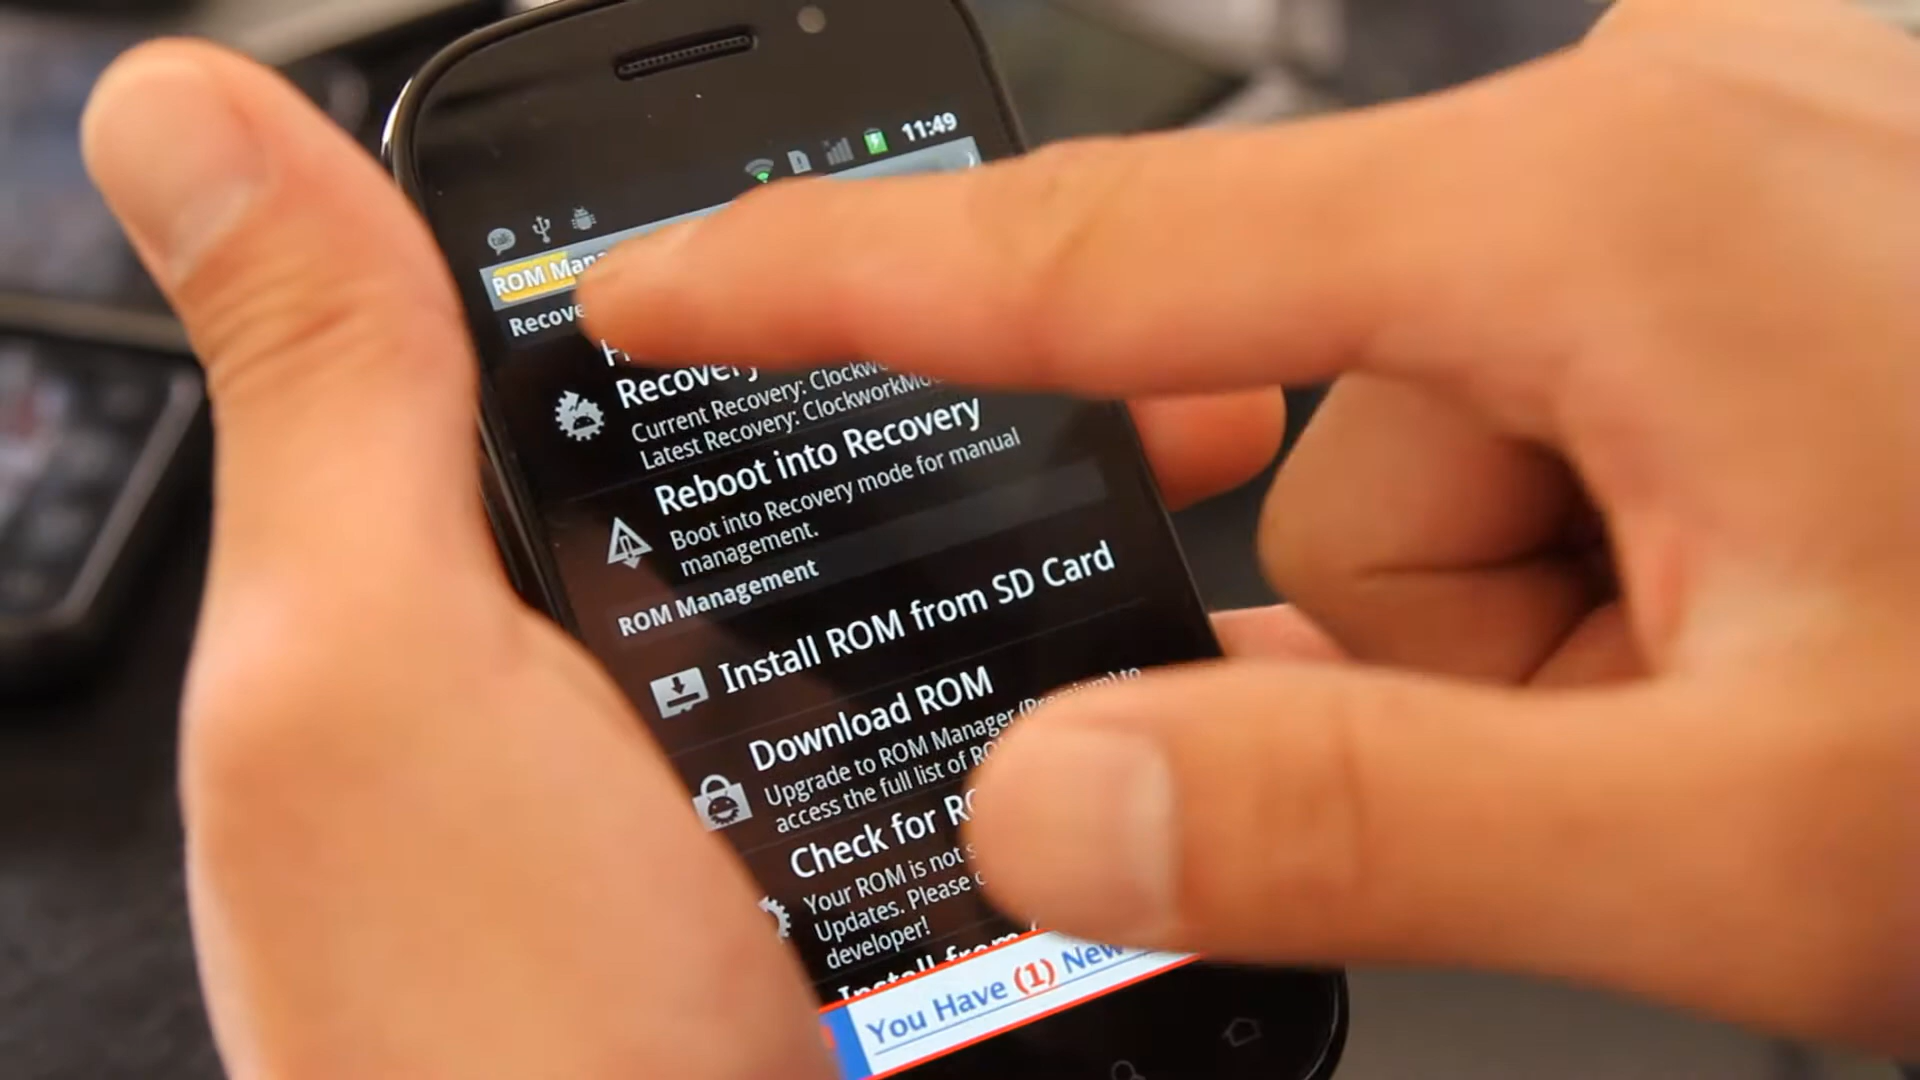 11:49
talk
ROM Mana
Recove
Recovery
Current Recovery: Clockwo
Latest Recovery: ClockworkMo
Reboot into Recovery
Boot into Recovery mode for manual
management.
ROM Management
Install ROM from SD Card
Download ROM
Upgrade to ROM Manager (Premium) to
access the full list of RO
Check for RO
Your ROM is not s
Updates. Please c
developer!
Install from
You Have (1) New